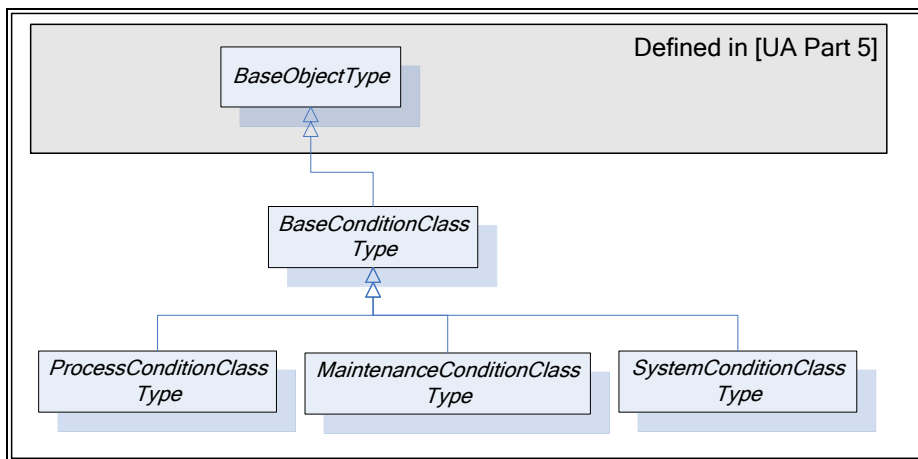 Defined in [UA Part 5]
BaseObjectType
BaseConditionClass
Type
ProcessConditionClass
Type
MaintenanceConditionClass
Type
SystemConditionClass
Type